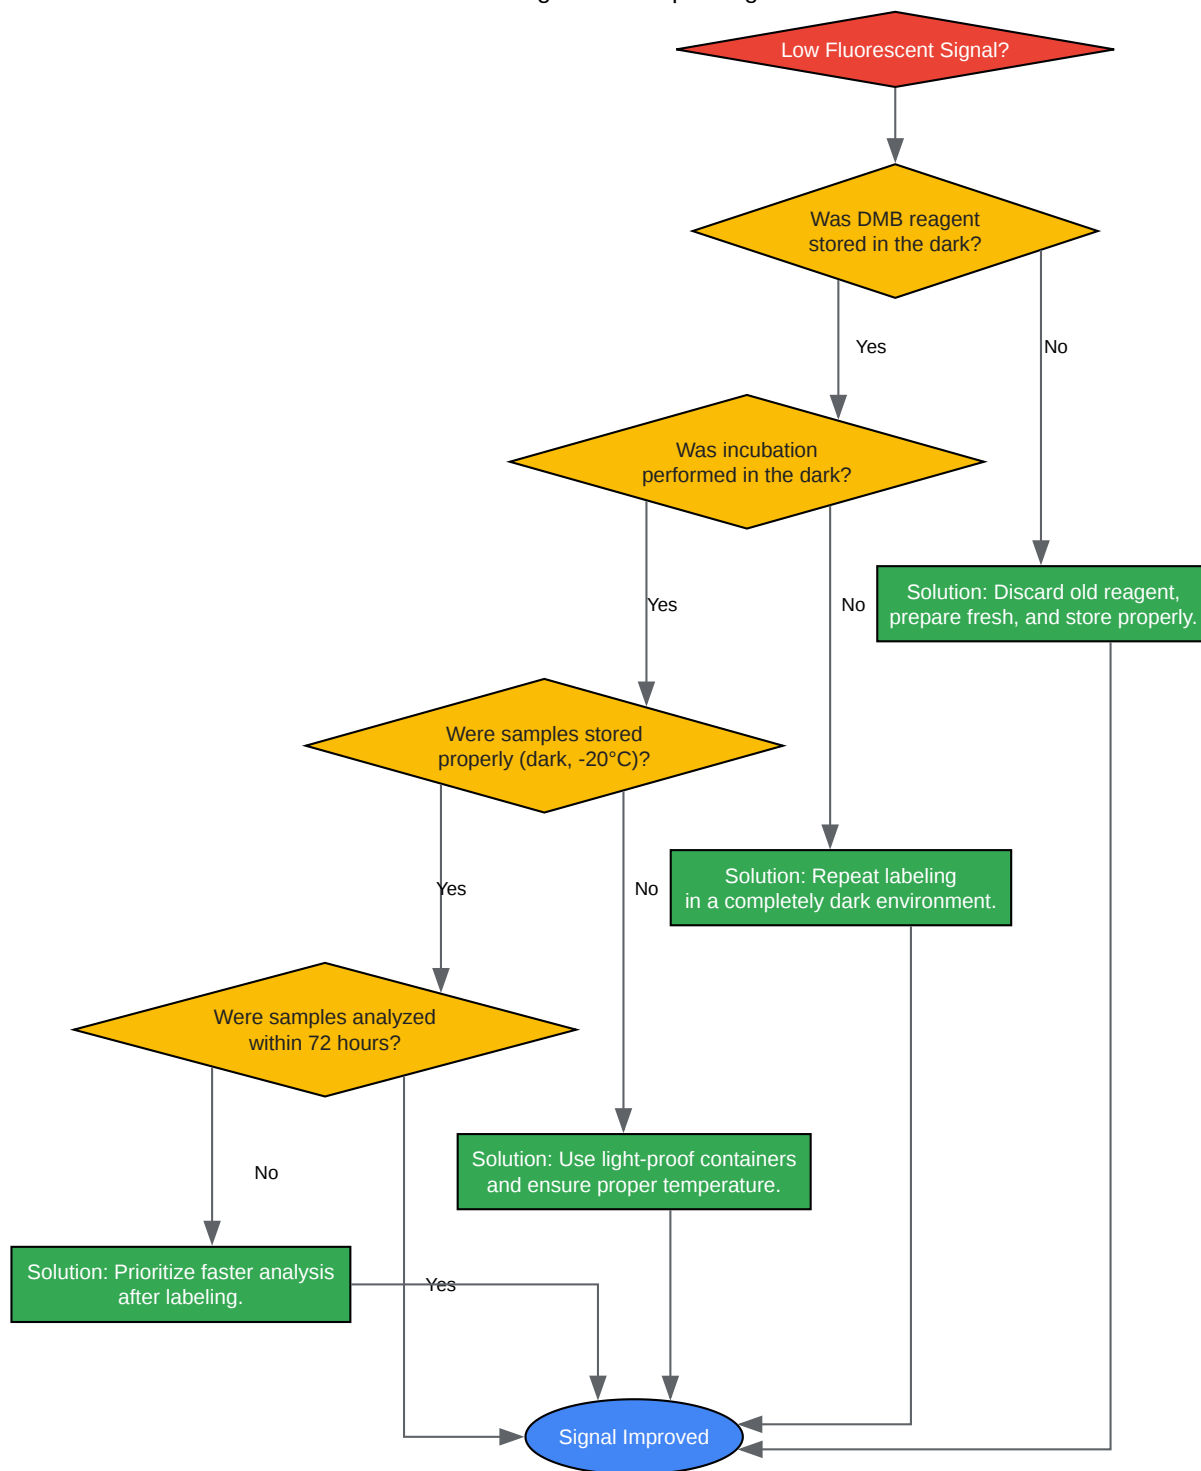 Low Fluorescent Signal?
Was DMB reagent
stored in the dark?
Yes
No
Was incubation
performed in the dark?
Solution: Discard old reagent,
prepare fresh, and store properly.
Yes
No
Were samples stored
properly (dark, -20°C)?
Solution: Repeat labeling
in a completely dark environment.
Yes
No
Were samples analyzed
within 72 hours?
Solution: Use light-proof containers
and ensure proper temperature.
No
Solution: Prioritize faster analysis
after labeling.
Yes
Signal Improved